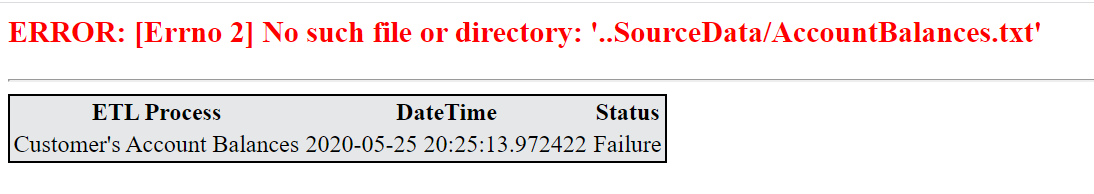 ERROR: [Errno 2] No such file or directory: '..SourceData/AccountBalances.txt'
ETL Process DateTime Status
Customer's Account Balances 2020-05-25 20:25:13.972422 Failure